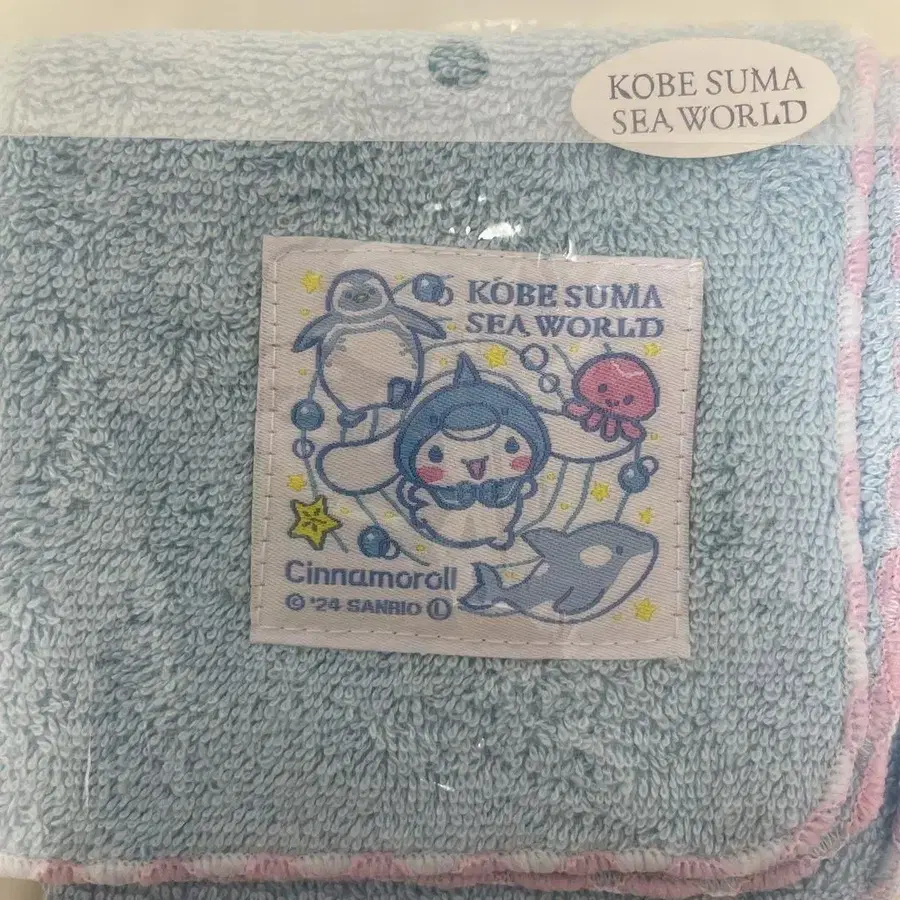 KOBE SUMA
SEA WORLD
KOBE SUMA
SEA WORLD
Cinnamoroll
© '24 SANRIO Ⓛ